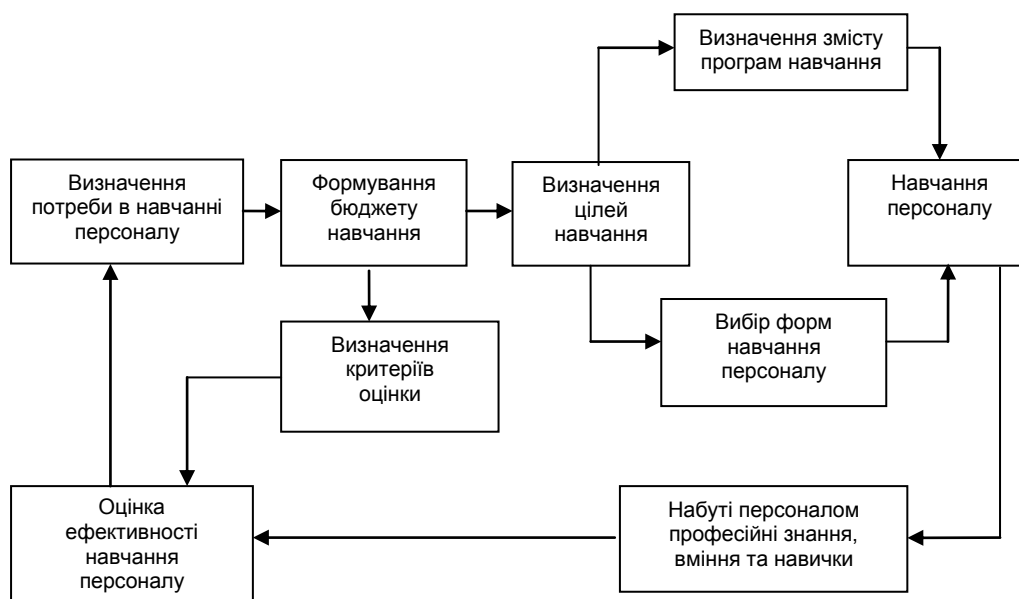 Визначення змісту
програм навчання
Визначення
потреби в навчанні
персоналу
Формування
бюджету
навчання
Визначення
цілей
навчання
Навчання
персоналу
Визначення
критеріїв
оцінки
Вибір форм
навчання
персоналу
Оцінка
ефективності
навчання
персоналу
Набуті персоналом
професійні знання,
вміння та навички